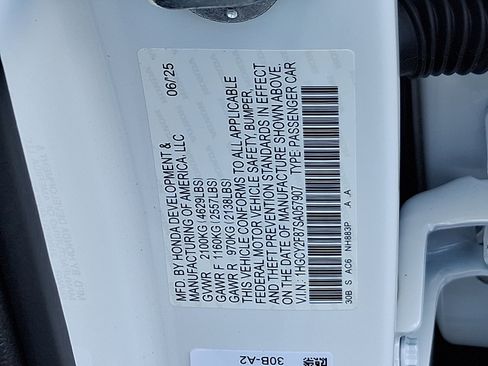 MFD. BY HONDA DEVELOPMENT & 06/25
MANUFACTURING OF AMERICA, LLC
GVWR 2100KG (4629LBS)
GAWR F 1160KG (2557LBS)
GAWR R 970KG (2138LBS)
THIS VEHICLE CONFORMS TO ALL APPLICABLE
FEDERAL MOTOR VEHICLE SAFETY, BUMPER,
AND THEFT PREVENTION STANDARDS IN EFFECT
ON THE DATE OF MANUFACTURE SHOWN ABOVE.
V.I.N.: 1HGCY2F87SA057907 TYPE:PASSENGER CAR
30B S AC6 NH883P A A
30B-A2